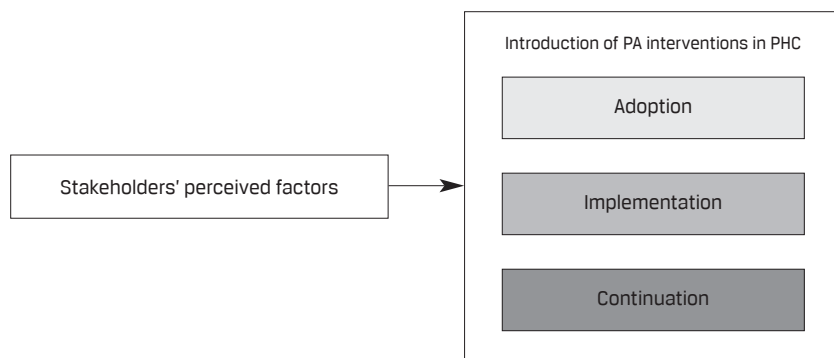 Introduction of PA interventions in PHC
Adoption
Stakeholders' perceived factors
Implementation
Continuation